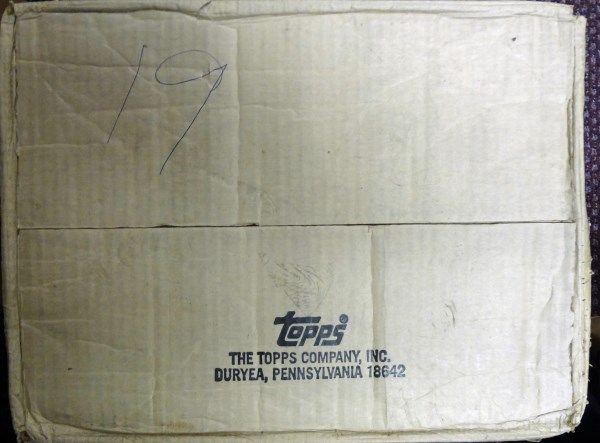 19
Topps
THE TOPPS COMPANY, INC.
DURYEA, PENNSYLVANIA 18642